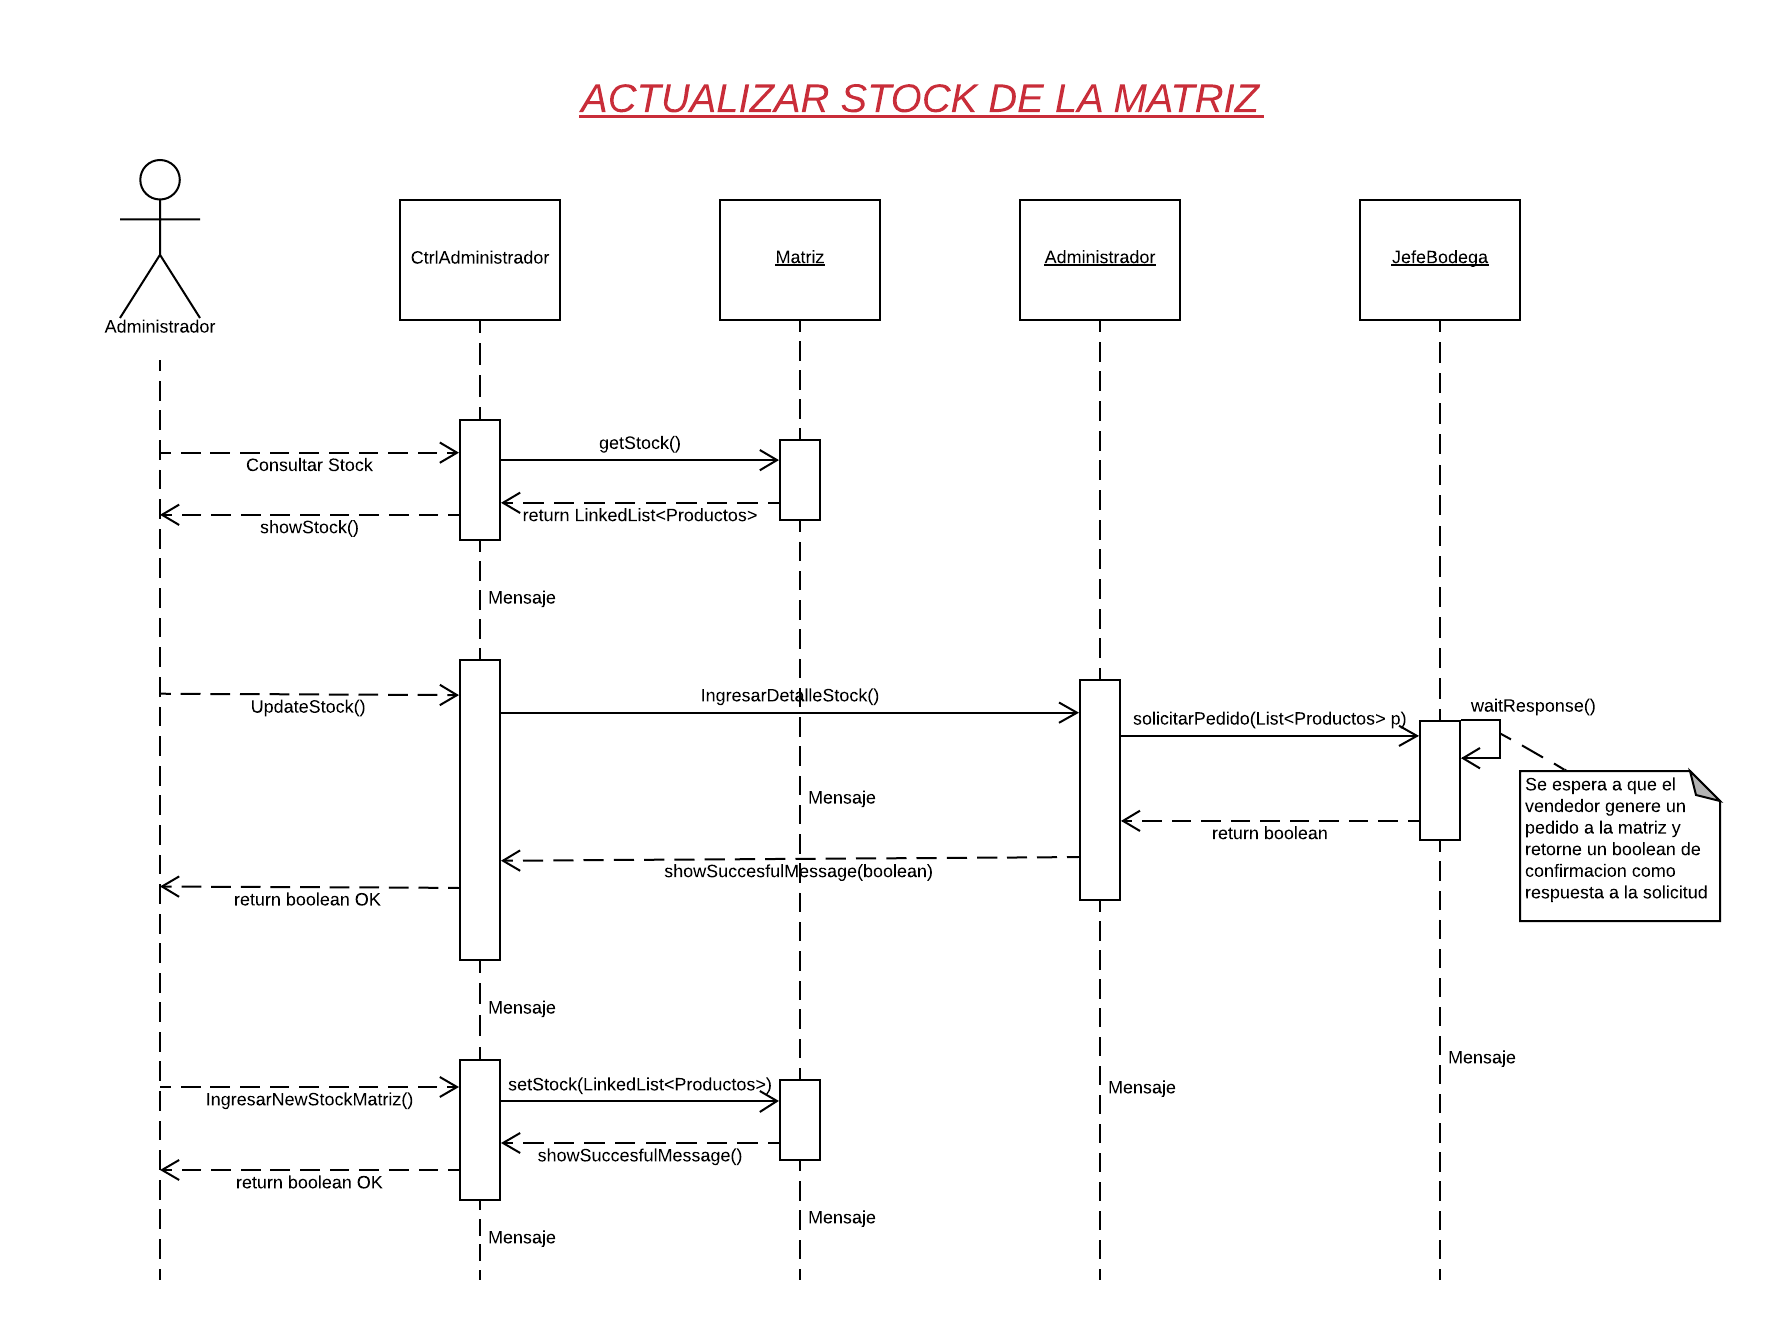 ACTUALIZAR STOCK DE LA MATRIZ
CtrlAdministrador
Matriz
Administrador
JefeBodega
Administrador
getStock()
Consultar Stock
return LinkedList<Productos>
showStock()
Mensaje
IngresarDetalleStock()
UpdateStock()
solicitarPedido(List<Productos> p)
waitResponse()
Se espera a que el
vendedor genere un
pedido a la matriz y
retorne un boolean de
confirmacion como
respuesta a la solicitud
Mensaje
return boolean
showSuccesfulMessage(boolean)
return boolean OK
Mensaje
Mensaje
setStock(LinkedList<Productos>)
Mensaje
IngresarNewStockMatriz()
showSuccesfulMessage()
return boolean OK
Mensaje
Mensaje